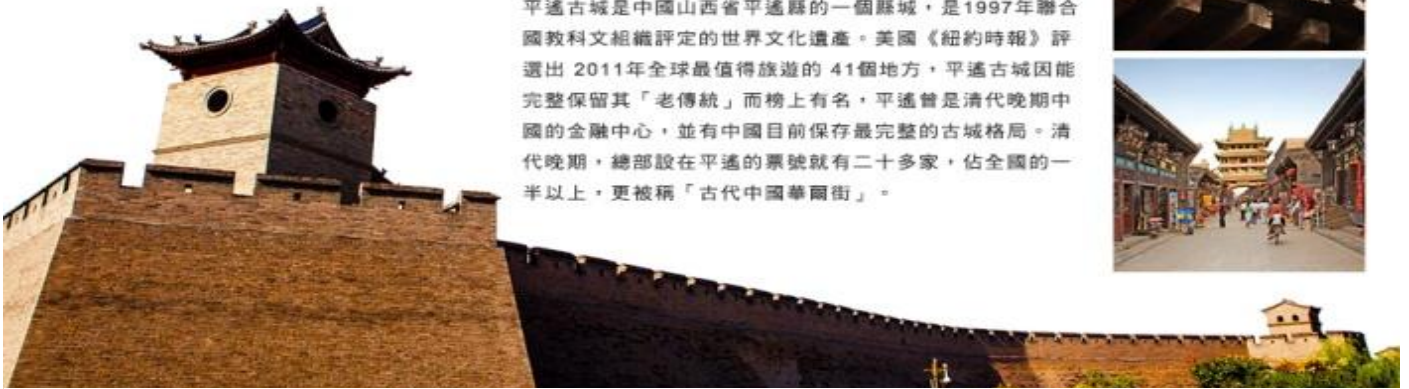 平遙古城是中國山西省平遙縣的一個縣城，是1997年聯合
國教科文組織評定的世界文化遺產。美國《紐約時報》評
選出 2011年全球最值得旅遊的 41個地方，平遙古城因能
完整保留其「老傳統」而榜上有名，平遙曾是清代晚期中
國的金融中心，並有中國目前保存最完整的古城格局。清
代晚期，總部設在平遙的票號就有二十多家，佔全國的一
半以上，更被稱「古代中國華爾街」。